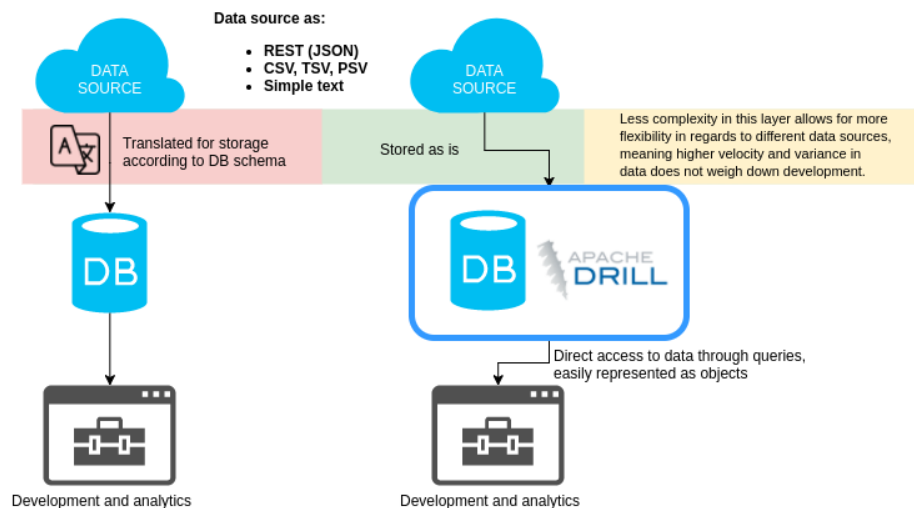 Data source as:
• REST (JSON)
• CSV, TSV, PSV
• Simple text
DATA
SOURCE
DATA
SOURCE
A
文
Translated for storage
according to DB schema
Stored as is
Less complexity in this layer allows for more
flexibility in regards to different data sources,
meaning higher velocity and variance in
data does not weigh down development.
DB
DB
APACHE
DRILL
Direct access to data through queries,
easily represented as objects
Development and analytics
Development and analytics